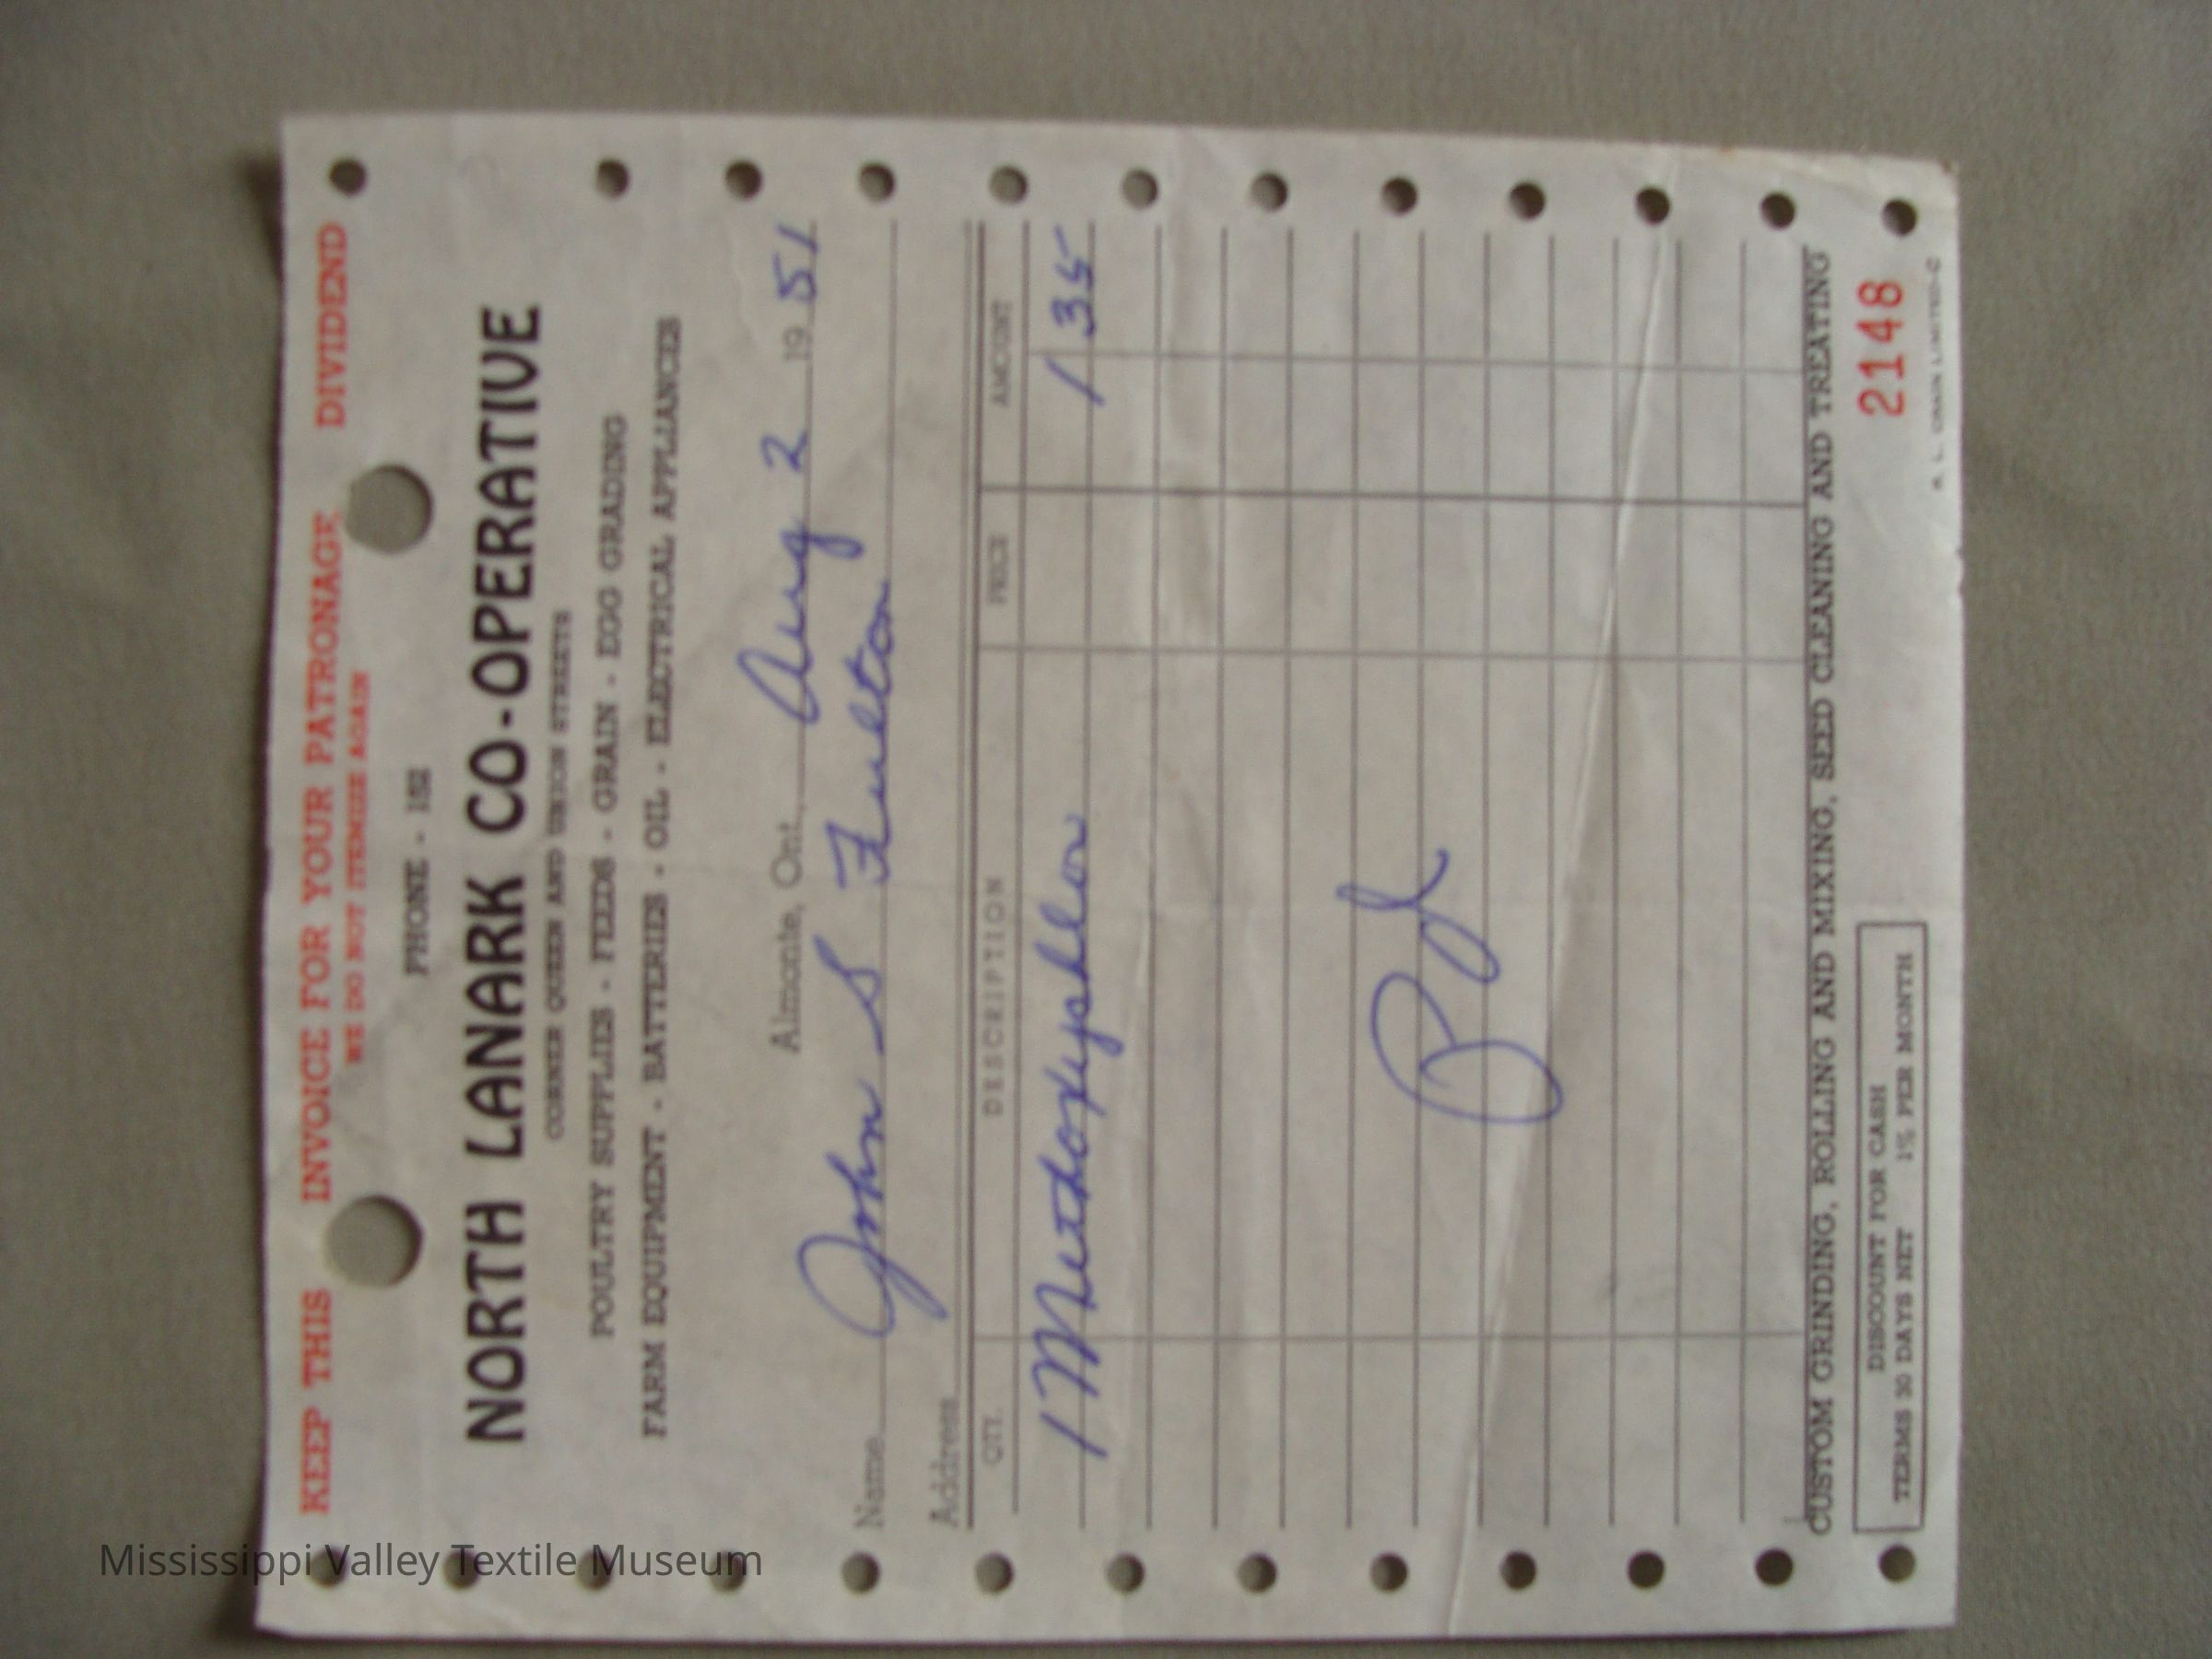 KEEP THIS INVOICE FOR YOUR PATRONAGE DIVIDEND
WE DO NOT ITEMIZE AGAIN
PHONE - 152
NORTH LANARK CO-OPERATIVE
CORNER QUEEN AND UNION STREETS
POULTRY SUPPLIES - FEEDS - GRAIN - EGG GRADING
FARM EQUIPMENT - BATTERIES - OIL - ELECTRICAL APPLIANCES
Almonte, Ont., Aug 2 1951
Name John S Fulton
Address
QTY. DESCRIPTION PRICE AMOUNT
1 1 35
Pd
CUSTOM GRINDING, ROLLING AND MIXING, SEED CLEANING AND TREATING
DISCOUNT FOR CASH
TERMS 30 DAYS NET 1% PER MONTH
2148
Mississippi Valley Textile Museum